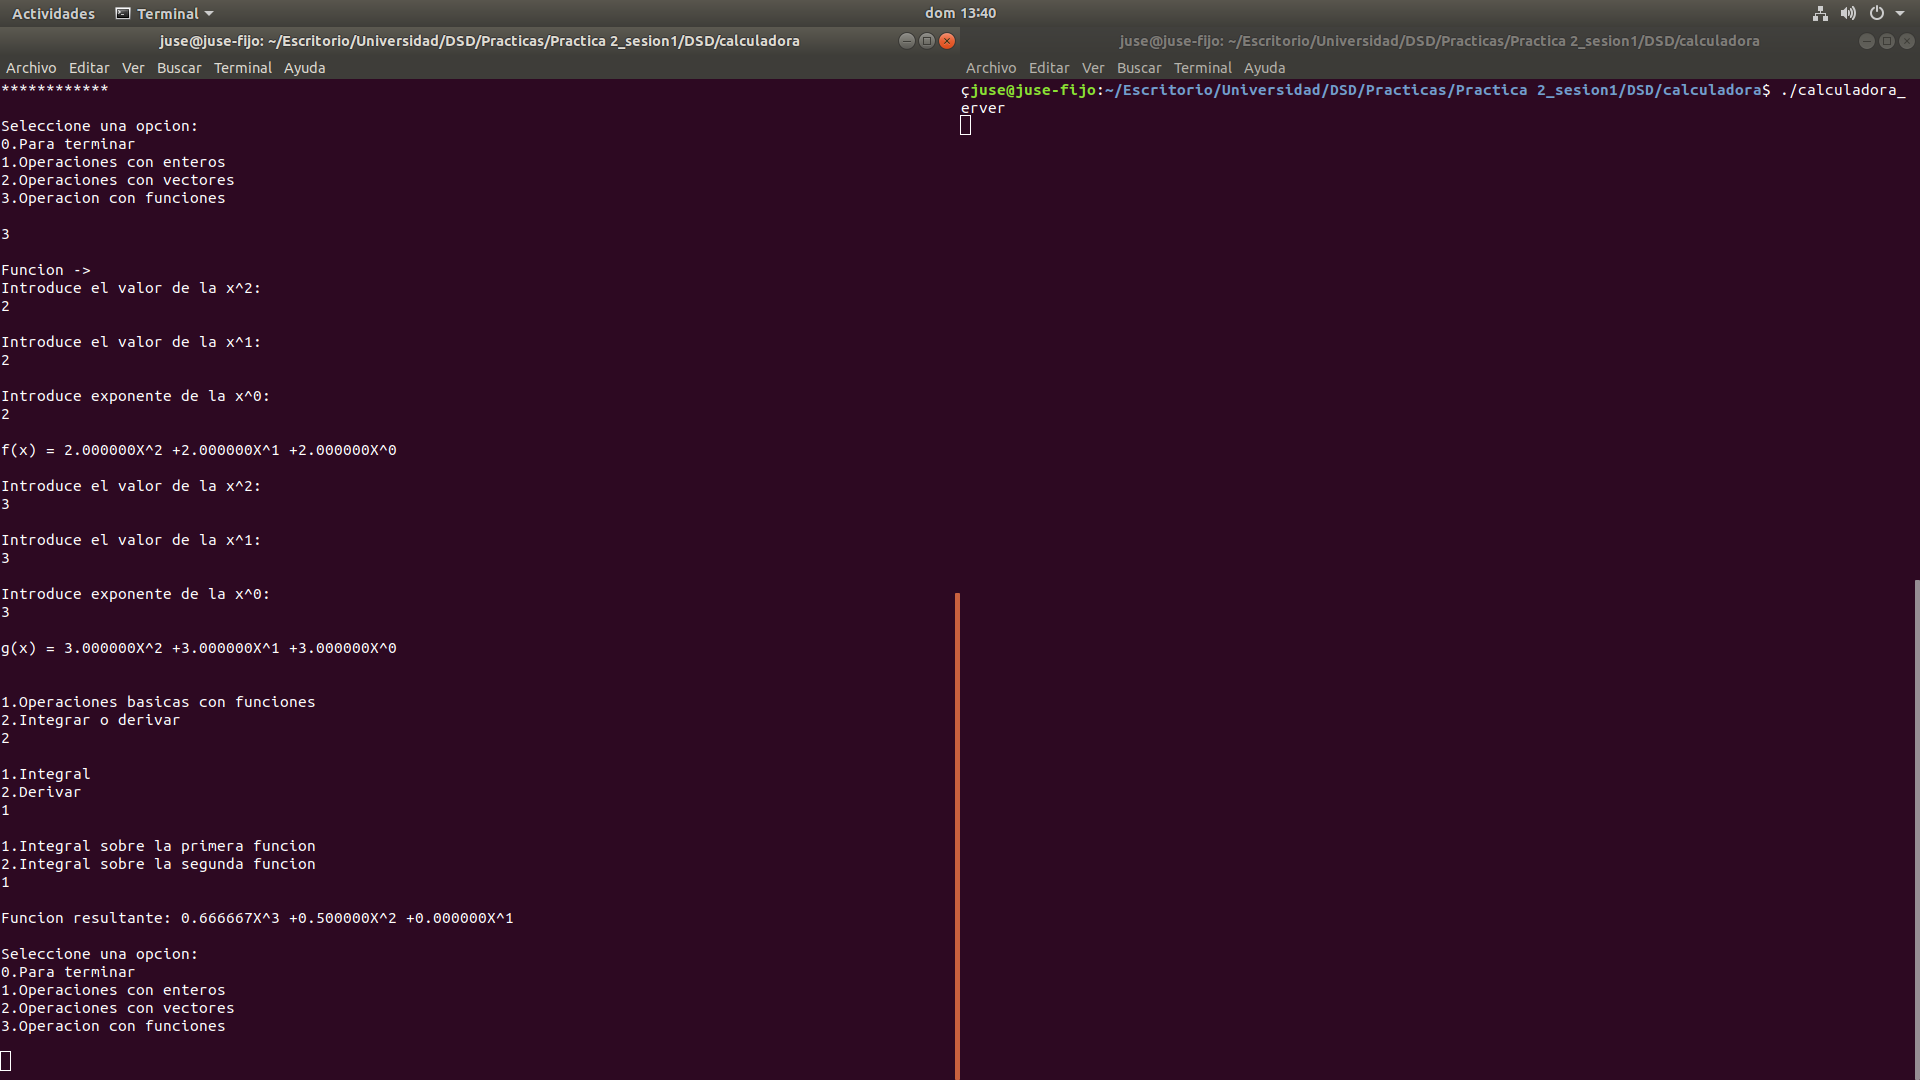 Actividades Terminal dom 13:40
juse@juse-fijo: ~/Escritorio/Universidad/DSD/Practicas/Practica 2_sesion1/DSD/calculadora
Archivo Editar Ver Buscar Terminal Ayuda
************
Seleccione una opcion:
0.Para terminar
1.Operaciones con enteros
2.Operaciones con vectores
3.Operacion con funciones
3
Funcion ->
Introduce el valor de la x^2:
2
Introduce el valor de la x^1:
2
Introduce exponente de la x^0:
2
f(x) = 2.000000X^2 +2.000000X^1 +2.000000X^0
Introduce el valor de la x^2:
3
Introduce el valor de la x^1:
3
Introduce exponente de la x^0:
3
g(x) = 3.000000X^2 +3.000000X^1 +3.000000X^0
1.Operaciones basicas con funciones
2.Integrar o derivar
2
1.Integral
2.Derivar
1
1.Integral sobre la primera funcion
2.Integral sobre la segunda funcion
1
Funcion resultante: 0.666667X^3 +0.500000X^2 +0.000000X^1
Seleccione una opcion:
0.Para terminar
1.Operaciones con enteros
2.Operaciones con vectores
3.Operacion con funciones
juse@juse-fijo: ~/Escritorio/Universidad/DSD/Practicas/Practica 2_sesion1/DSD/calculadora
Archivo Editar Ver Buscar Terminal Ayuda
çjuse@juse-fijo:~/Escritorio/Universidad/DSD/Practicas/Practica 2_sesion1/DSD/calculadora$ ./calculadora_
erver